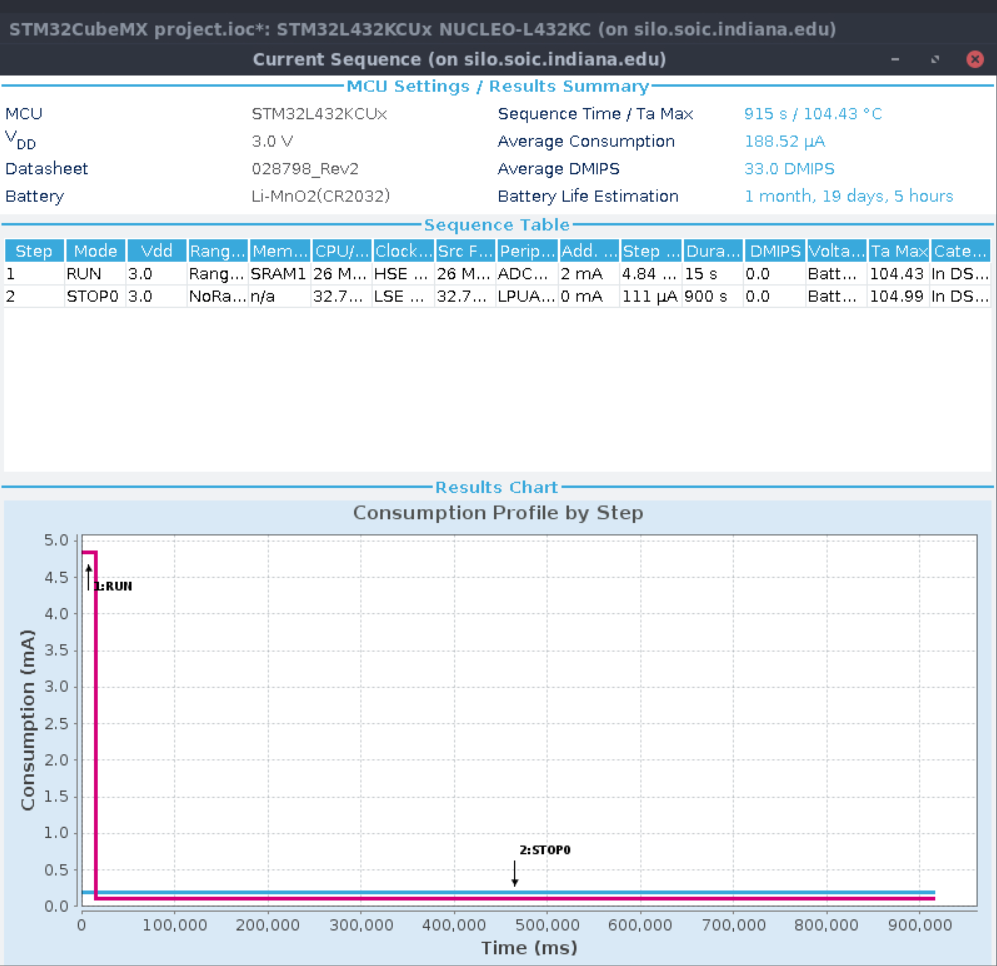 STM32CubeMX project.ioc*: STM32L432KCUx NUCLEO-L432KC (on silo.soic.indiana.edu)
Current Sequence (on silo.soic.indiana.edu)
MCU Settings / Results Summary
MCU STM32L432KCUx Sequence Time / Ta Max 915 s / 104.43 °C
VDD 3.0 V Average Consumption 188.52 µA
Datasheet 028798_Rev2 Average DMIPS 33.0 DMIPS
Battery Li-MnO2(CR2032) Battery Life Estimation 1 month, 19 days, 5 hours
Sequence Table
Step Mode Vdd Rang... Mem... CPU/... Clock... Src F... Perip... Add. ... Step ... Dura... DMIPS Volta... Ta Max Cate...
1 RUN 3.0 Rang... SRAM1 26 M... HSE ... 26 M... ADC... 2 mA 4.84 ... 15 s 0.0 Batt... 104.43 In DS...
2 STOP0 3.0 NoRa... n/a 32.7... LSE ... 32.7... LPUA... 0 mA 111 µA 900 s 0.0 Batt... 104.99 In DS...
Results Chart
Consumption Profile by Step
5.0
4.5
1:RUN
4.0
3.5
3.0
2.5
2.0
1.5
1.0
2:STOP0
0.5
0.0
Consumption (mA)
0 100,000 200,000 300,000 400,000 500,000 600,000 700,000 800,000 900,000
Time (ms)